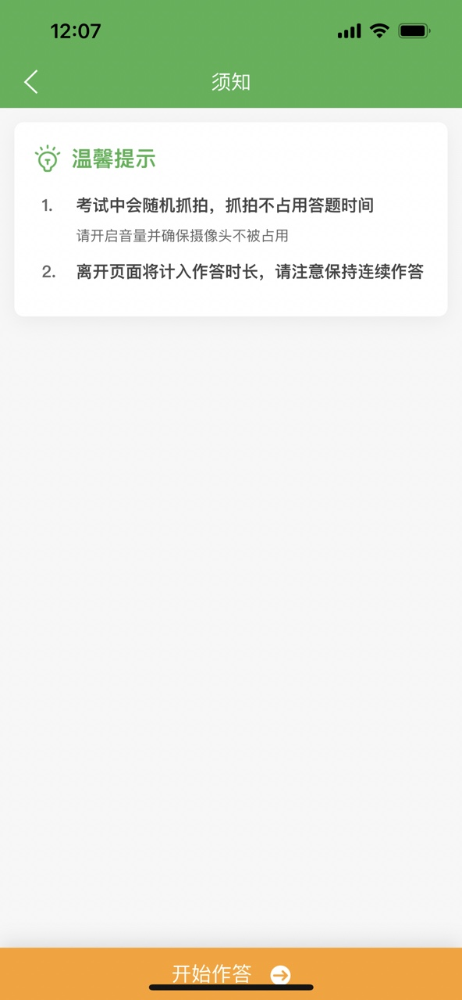 12:07
须知
温馨提示
1. 考试中会随机抓拍，抓拍不占用答题时间
请开启音量并确保摄像头不被占用
2. 离开页面将计入作答时长，请注意保持连续作答
开始作答